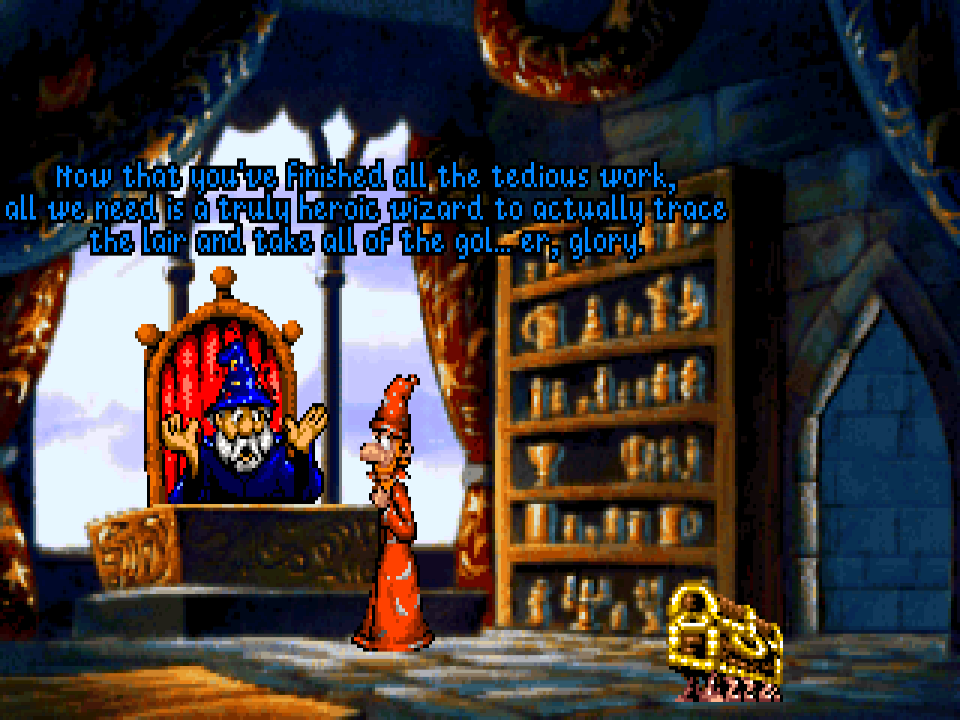 Now that you've finished all the tedious work,
all we need is a truly heroic wizard to actually trace
the lair and take all of the gol... er, glory.